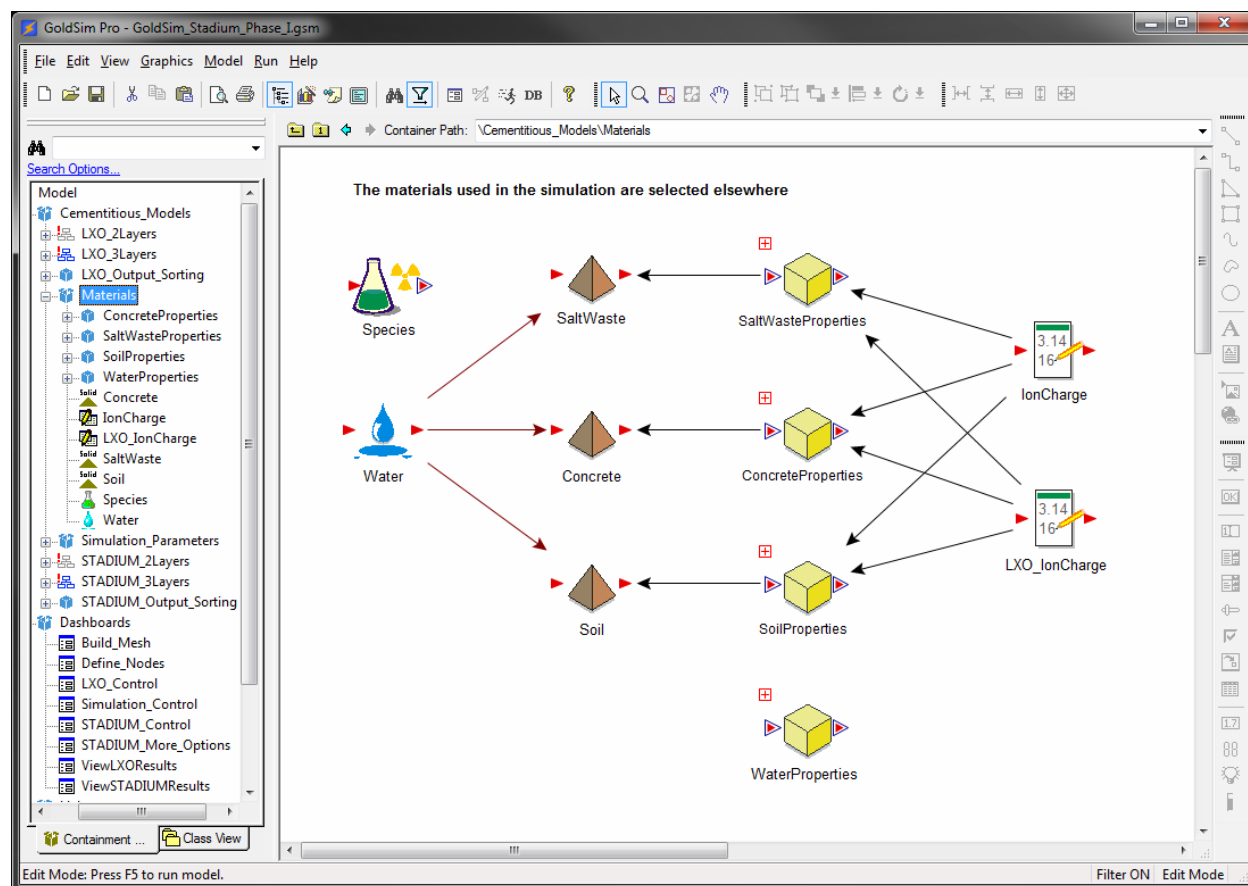 GoldSim Pro - GoldSim_Stadium_Phase_I.gsm
File Edit View Graphics Model Run Help
DB
Container Path: \Cementitious_Models\Materials
Search Options...
Model
Cementitious_Models
LXO_2Layers
LXO_3Layers
LXO_Output_Sorting
Materials
ConcreteProperties
SaltWasteProperties
SoilProperties
WaterProperties
Solid
Concrete
IonCharge
LXO_IonCharge
Solid
SaltWaste
Solid
Soil
Species
Water
Simulation_Parameters
STADIUM_2Layers
STADIUM_3Layers
STADIUM_Output_Sorting
Dashboards
Build_Mesh
Define_Nodes
LXO_Control
Simulation_Control
STADIUM_Control
STADIUM_More_Options
ViewLXOResults
ViewSTADIUMResults
Containment ...
Class View
The materials used in the simulation are selected elsewhere
Species
SaltWaste
SaltWasteProperties
3.14
16
IonCharge
Water
Concrete
ConcreteProperties
3.14
16
LXO_IonCharge
Soil
SoilProperties
WaterProperties
A
OK
1.7
88
Edit Mode: Press F5 to run model.
Filter ON Edit Mode